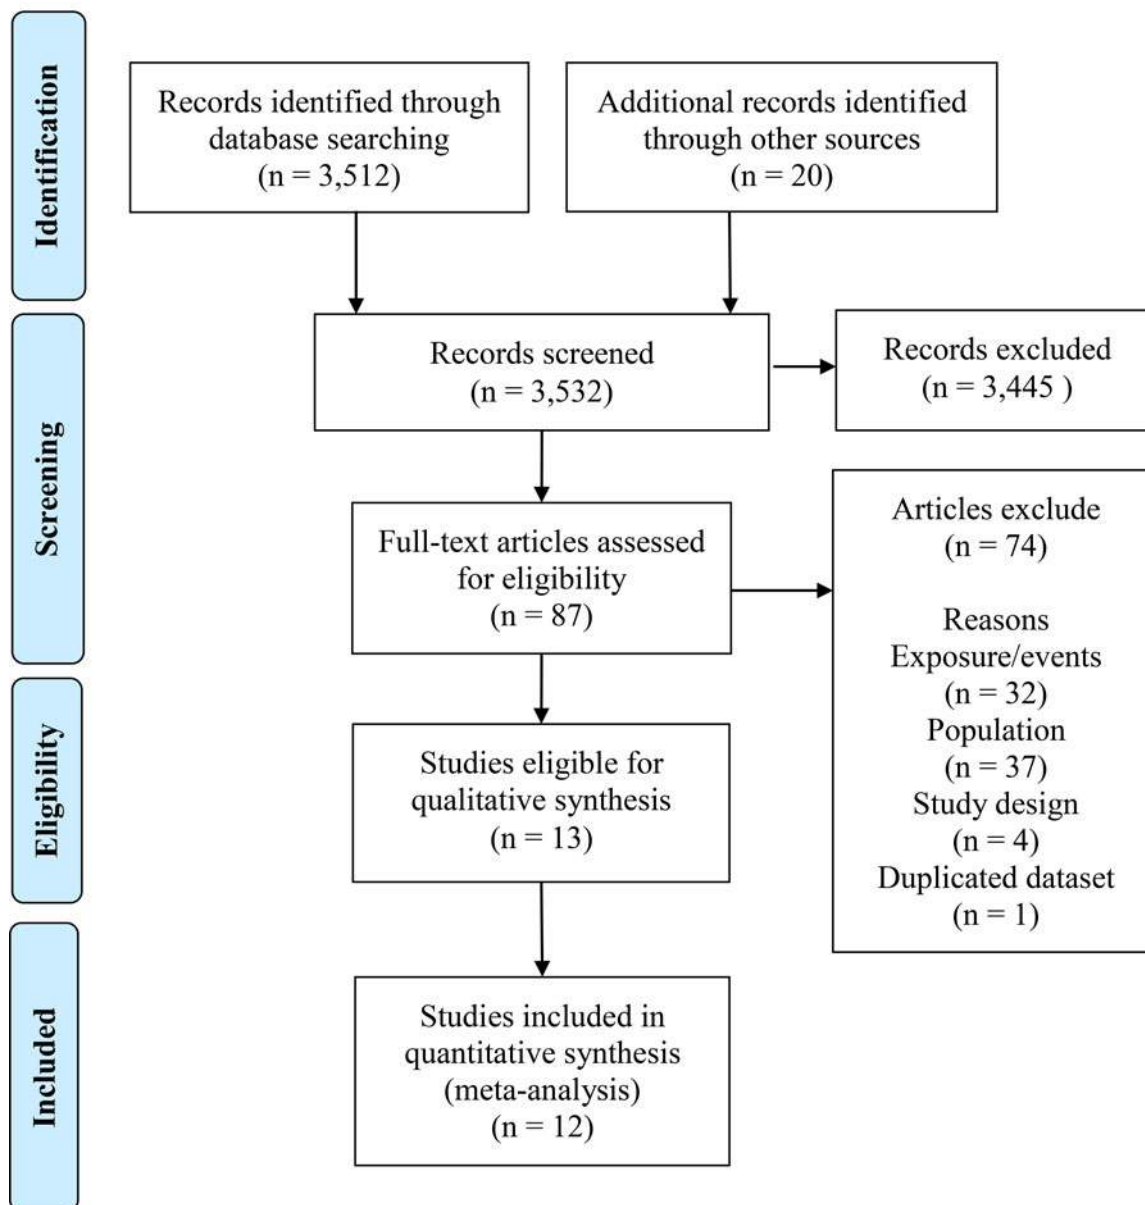 Identification
Records identified through
database searching
(n = 3,512)
Additional records identified
through other sources
(n = 20)
Screening
Records screened
(n = 3,532)
Records excluded
(n = 3,445 )
Full-text articles assessed
for eligibility
(n = 87)
Articles exclude
(n = 74)
Reasons
Exposure/events
(n = 32)
Population
(n = 37)
Study design
(n = 4)
Duplicated dataset
(n = 1)
Eligibility
Studies eligible for
qualitative synthesis
(n = 13)
Included
Studies included in
quantitative synthesis
(meta-analysis)
(n = 12)